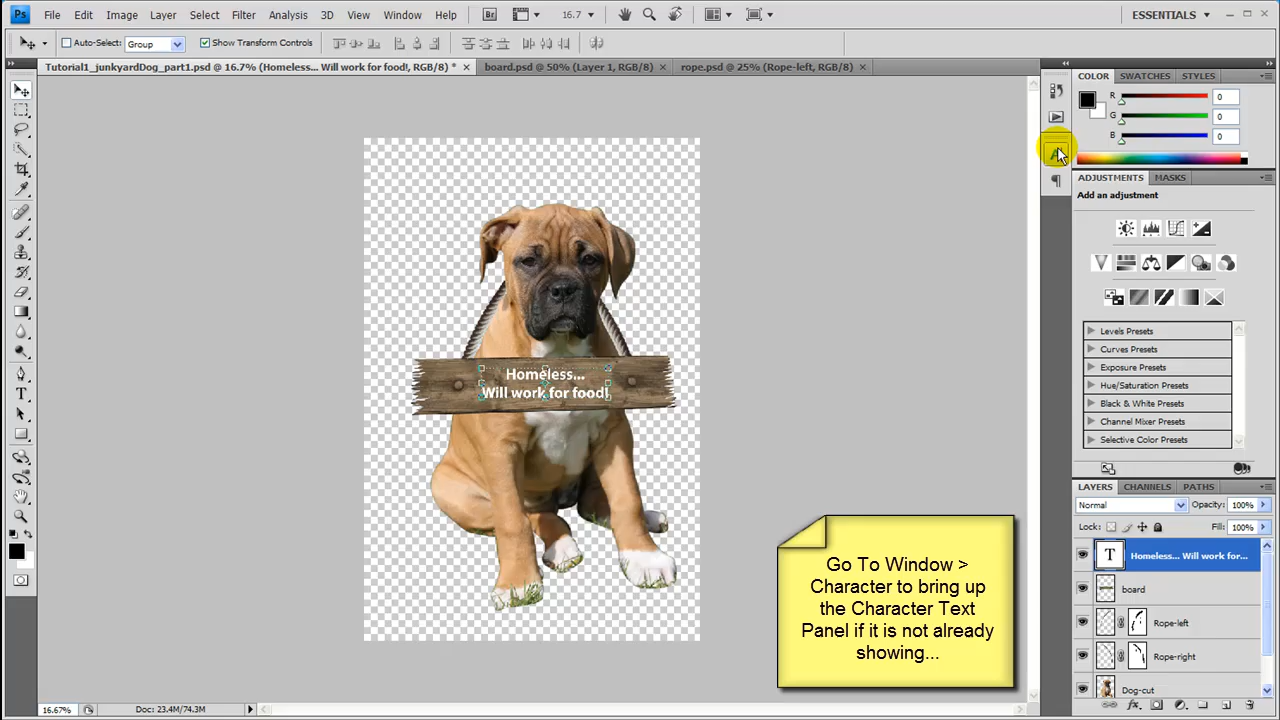 Ps File Edit Image Layer Select Filter Analysis 3D View Window Help Br 16.7 ESSENTIALS
Auto-Select: Group Show Transform Controls
Tutorial1_junkyardDog_part1.psd @ 16.7% (Homeless... Will work for food!, RGB/8) * board.psd @ 50% (Layer 1, RGB/8) rope.psd @ 25% (Rope-left, RGB/8)
COLOR SWATCHES STYLES
R 0
G 0
B 0
ADJUSTMENTS MASKS
Add an adjustment
Levels Presets
Curves Presets
Exposure Presets
Hue/Saturation Presets
Black & White Presets
Channel Mixer Presets
Selective Color Presets
Homeless...
Will work for food!
LAYERS CHANNELS PATHS
Normal Opacity: 100%
Lock: Fill: 100%
T Homeless... Will work for...
board
Rope-left
Rope-right
Dog-cut
Go To Window >
Character to bring up
the Character Text
Panel if it is not already
showing...
16.67% Doc: 23.4M/74.3M